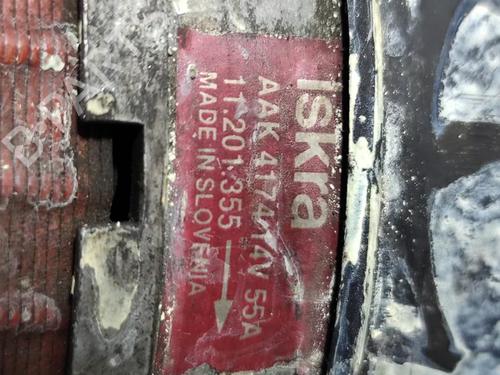 iskra
AAK 4174 14V 55A
11.201.355 →
MADE IN SLOVENIA